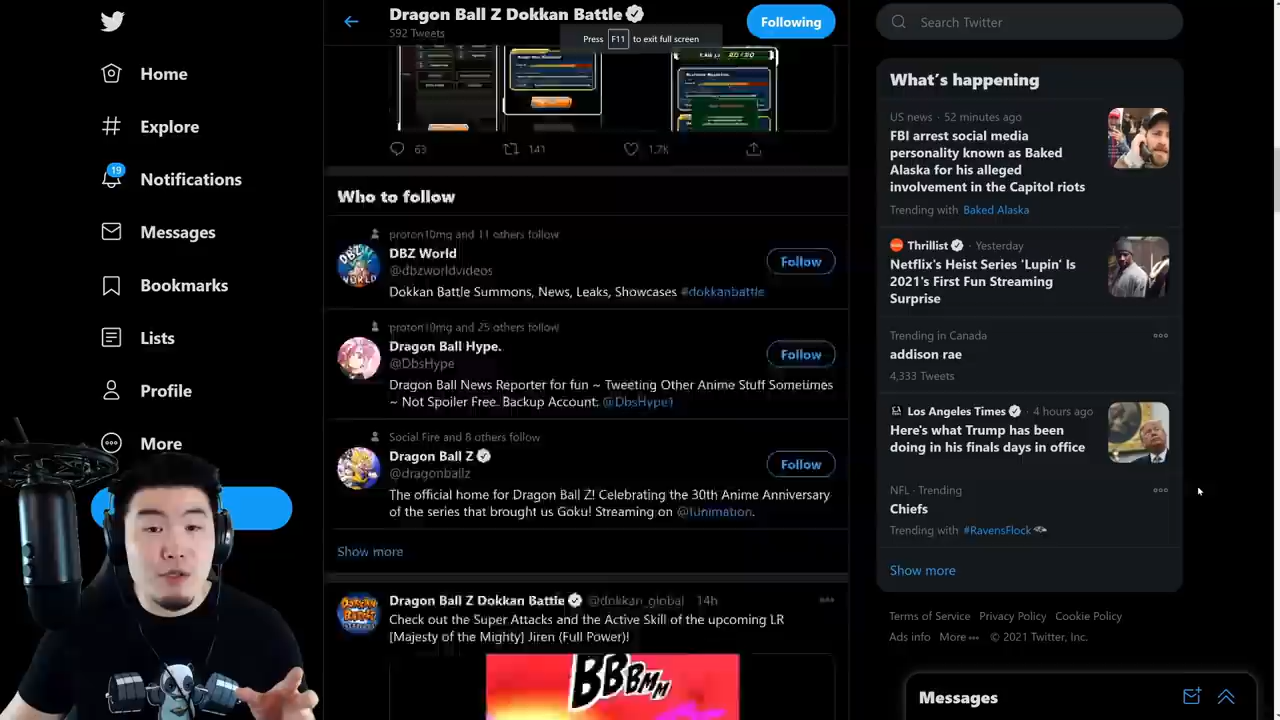 Home
Explore
19
Notifications
Messages
Bookmarks
Lists
Profile
More
Dragon Ball Z Dokkan Battle
592 Tweets
Following
Press F11 to exit full screen
63
141
1.7K
Who to follow
proton10mg and 11 others follow
DBZ World
@dbzworldvideos
Follow
Dokkan Battle Summons, News, Leaks, Showcases #dokkanbattle
proton10mg and 25 others follow
Dragon Ball Hype.
@DbsHype
Follow
Dragon Ball News Reporter for fun ~ Tweeting Other Anime Stuff Sometimes
~ Not Spoiler Free. Backup Account: @DbsHype1
Social Fire and 8 others follow
Dragon Ball Z
@dragonballz
Follow
The official home for Dragon Ball Z! Celebrating the 30th Anime Anniversary
of the series that brought us Goku! Streaming on @funimation.
Show more
Dragon Ball Z Dokkan Battle @dokkan_global · 14h
Check out the Super Attacks and the Active Skill of the upcoming LR
[Majesty of the Mighty] Jiren (Full Power)!
Search Twitter
What's happening
US news · 52 minutes ago
FBI arrest social media
personality known as Baked
Alaska for his alleged
involvement in the Capitol riots
Trending with Baked Alaska
Thrillist · Yesterday
Netflix's Heist Series 'Lupin' Is
2021's First Fun Streaming
Surprise
Trending in Canada
addison rae
4,333 Tweets
Los Angeles Times · 4 hours ago
Here's what Trump has been
doing in his finals days in office
NFL · Trending
Chiefs
Trending with #RavensFlock
Show more
Terms of Service Privacy Policy Cookie Policy
Ads info More © 2021 Twitter, Inc.
Messages